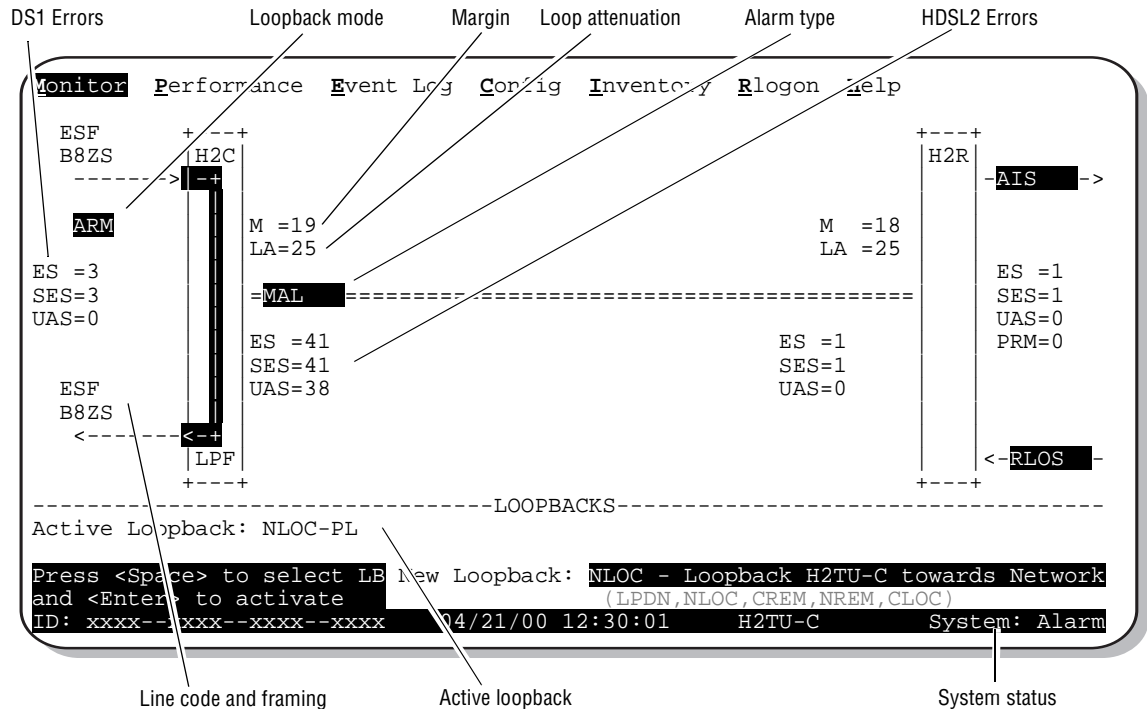 DS1 Errors Loopback mode Margin Loop attenuation Alarm type HDSL2 Errors
Monitor Performance Event Log Config Inventory Rlogon Help
ESF +---+ +---+
B8ZS |H2C| |H2R|
-------->-+ -AIS ->
ARM M =19 M =18
LA=25 LA =25
ES =3 ES =1
SES=3 =MAL ================================================ SES=1
UAS=0 UAS=0
ES =41 ES =1 PRM=0
SES=41 SES=1
ESF UAS=38 UAS=0
B8ZS
<-------<-+
|LPF| <-RLOS -
+---+ +---+
-----------------------------------LOOPBACKS-------------------------------------
Active Loopback: NLOC-PL
Press <Space> to select LB New Loopback: NLOC - Loopback H2TU-C towards Network
and <Enter> to activate (LPDN,NLOC,CREM,NREM,CLOC)
ID: xxxx--xxxx--xxxx--xxxx 04/21/00 12:30:01 H2TU-C System: Alarm
Line code and framing Active loopback System status